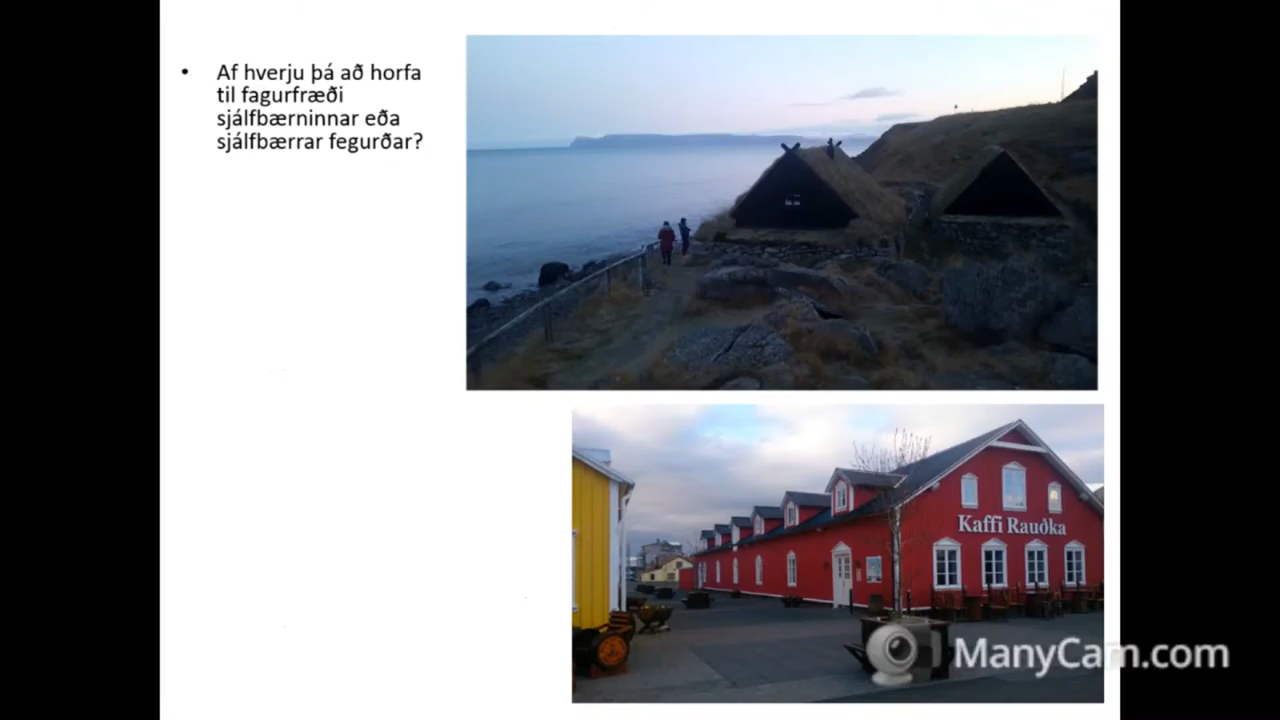 • Af hverju þá að horfa
til fagurfræði
sjálfbærninnar eða
sjálfbærrar fegurðar?
Kaffi Rauðka
ManyCam.com